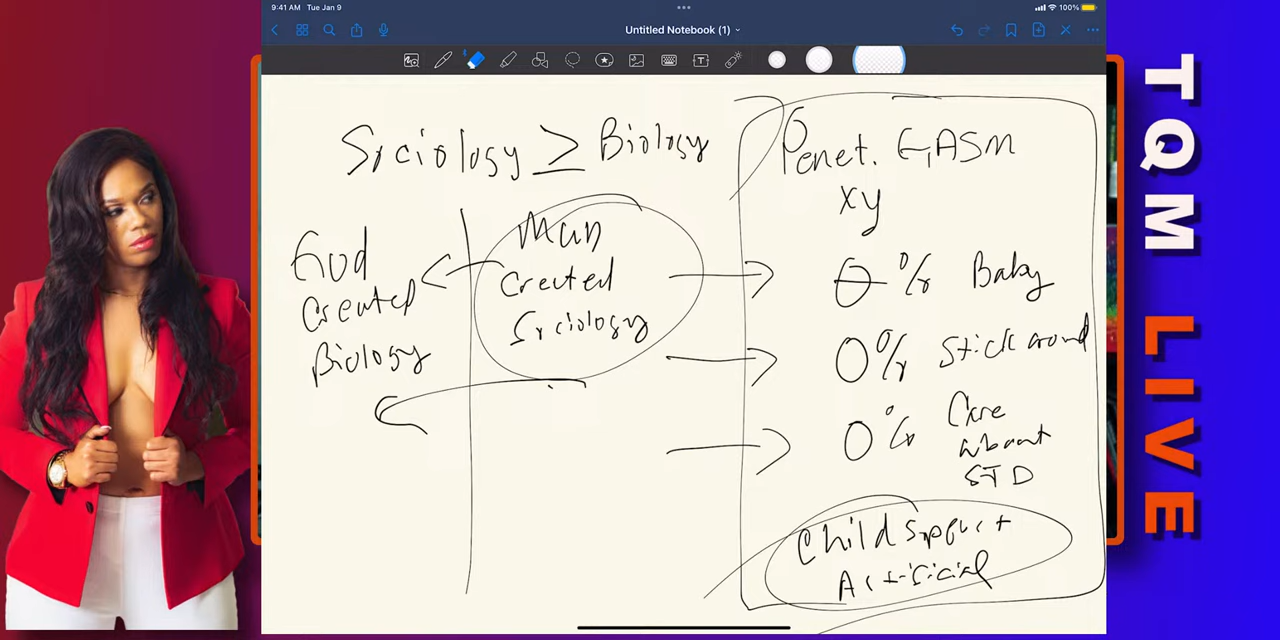 9:41 AM Tue Jan 9
100%
Untitled Notebook (1)
Sociology ≥ Biology
God
Created
Biology
Man
Created
Sociology
Penet. GASM
xy
0% Baby
0% Stick around
0% Care
about
STD
Child Support
Artificial
TQM LIVE